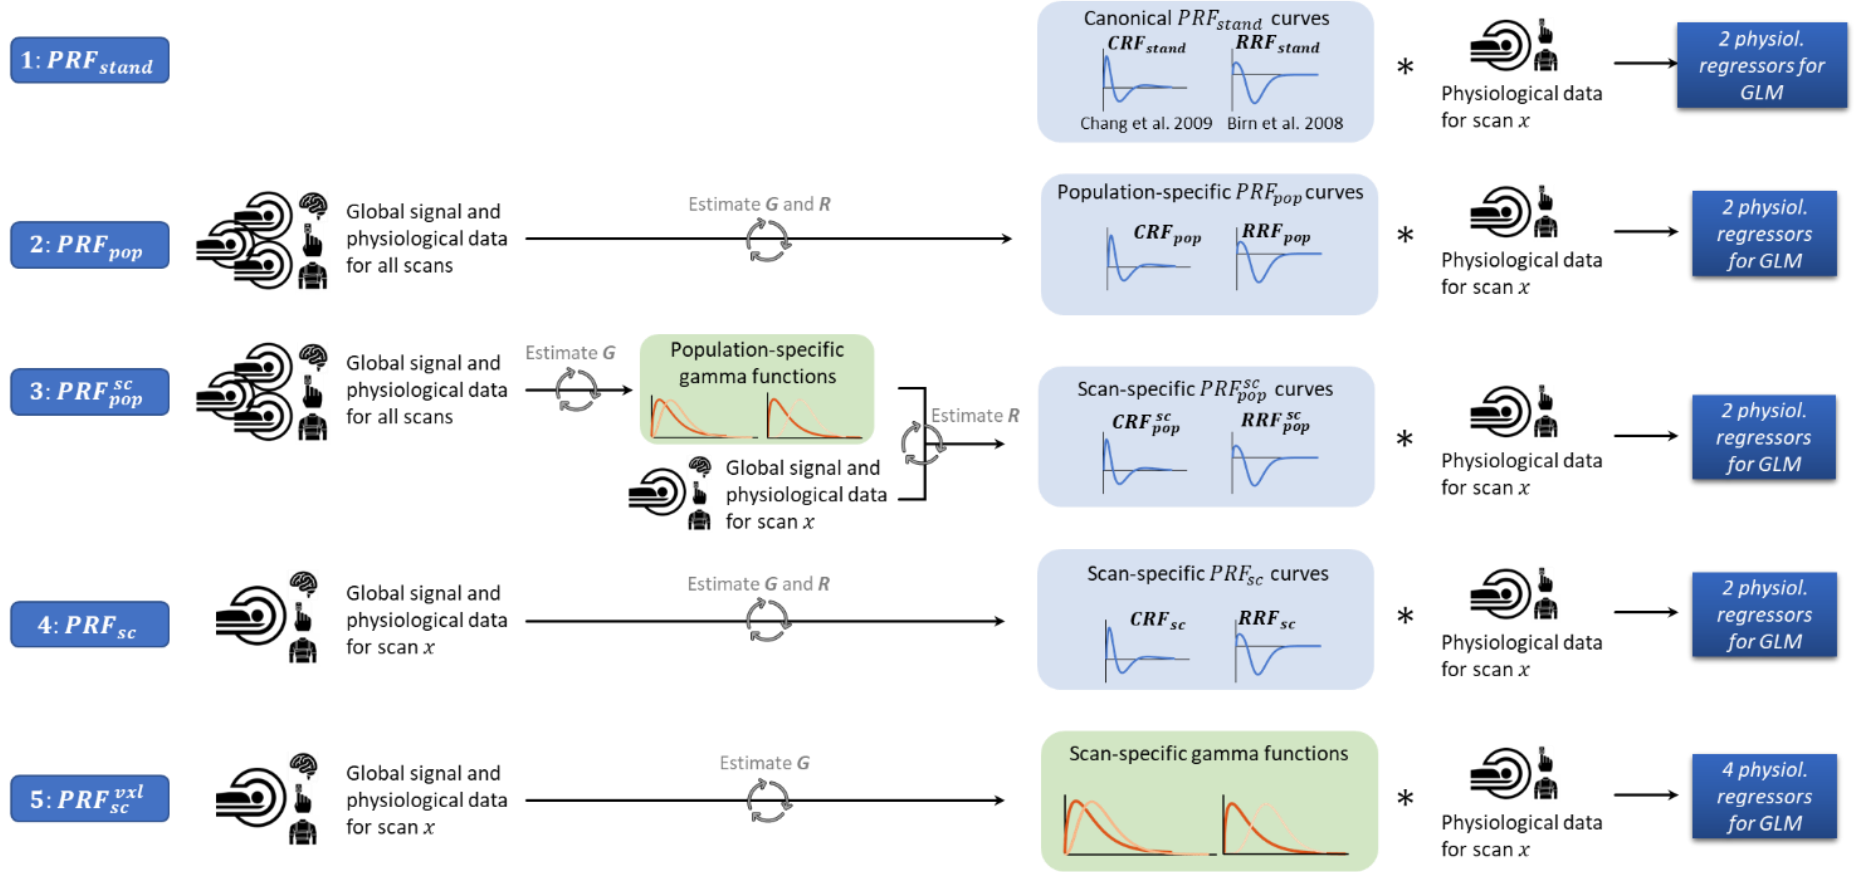 1: PRF_stand
Canonical PRF_stand curves
CRF_stand
RRF_stand
Chang et al. 2009
Birn et al. 2008
*
Physiological data
for scan x
2 physiol.
regressors for
GLM
2: PRF_pop
Global signal and
physiological data
for all scans
Estimate G and R
Population-specific PRF_pop curves
CRF_pop
RRF_pop
*
Physiological data
for scan x
2 physiol.
regressors
for GLM
3: PRF_pop^sc
Global signal and
physiological data
for all scans
Estimate G
Population-specific
gamma functions
Global signal and
physiological data
for scan x
Estimate R
Scan-specific PRF_pop^sc curves
CRF_pop^sc
RRF_pop^sc
*
Physiological data
for scan x
2 physiol.
regressors
for GLM
4: PRF_sc
Global signal and
physiological data
for scan x
Estimate G and R
Scan-specific PRF_sc curves
CRF_sc
RRF_sc
*
Physiological data
for scan x
2 physiol.
regressors
for GLM
5: PRF_sc^vxl
Global signal and
physiological data
for scan x
Estimate G
Scan-specific gamma functions
*
Physiological data
for scan x
4 physiol.
regressors
for GLM